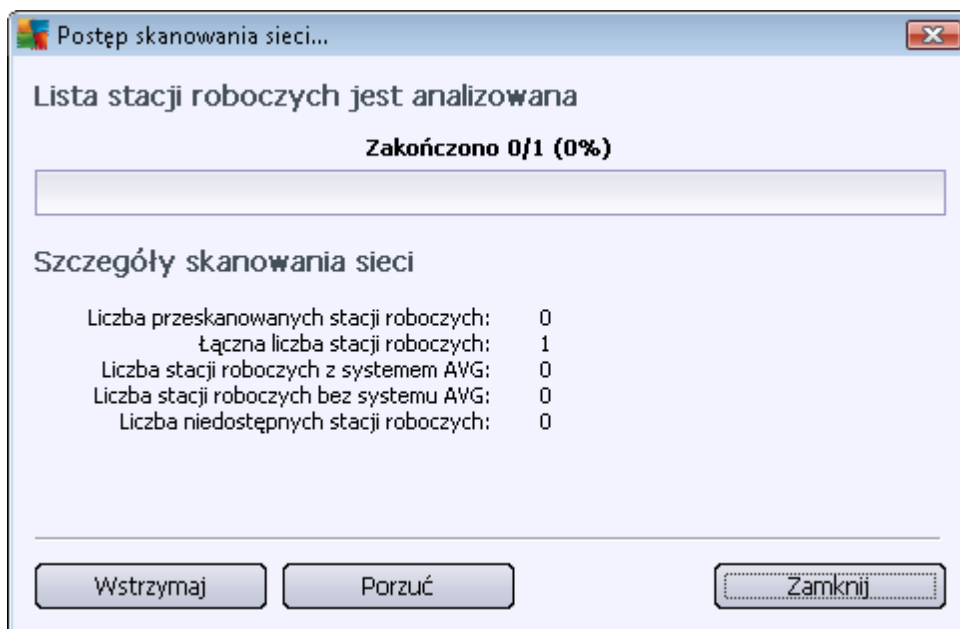 Postęp skanowania sieci...
Lista stacji roboczych jest analizowana
Zakończono 0/1 (0%)
Szczegóły skanowania sieci
Liczba przeskanowanych stacji roboczych: 0
Łączna liczba stacji roboczych: 1
Liczba stacji roboczych z systemem AVG: 0
Liczba stacji roboczych bez systemu AVG: 0
Liczba niedostępnych stacji roboczych: 0
Wstrzymaj Porzuć Zamknij